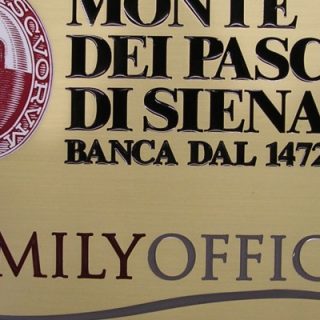 MONTE
DEI PASC
DI SIENA
BANCA DAL 1472
MILYOFFIC